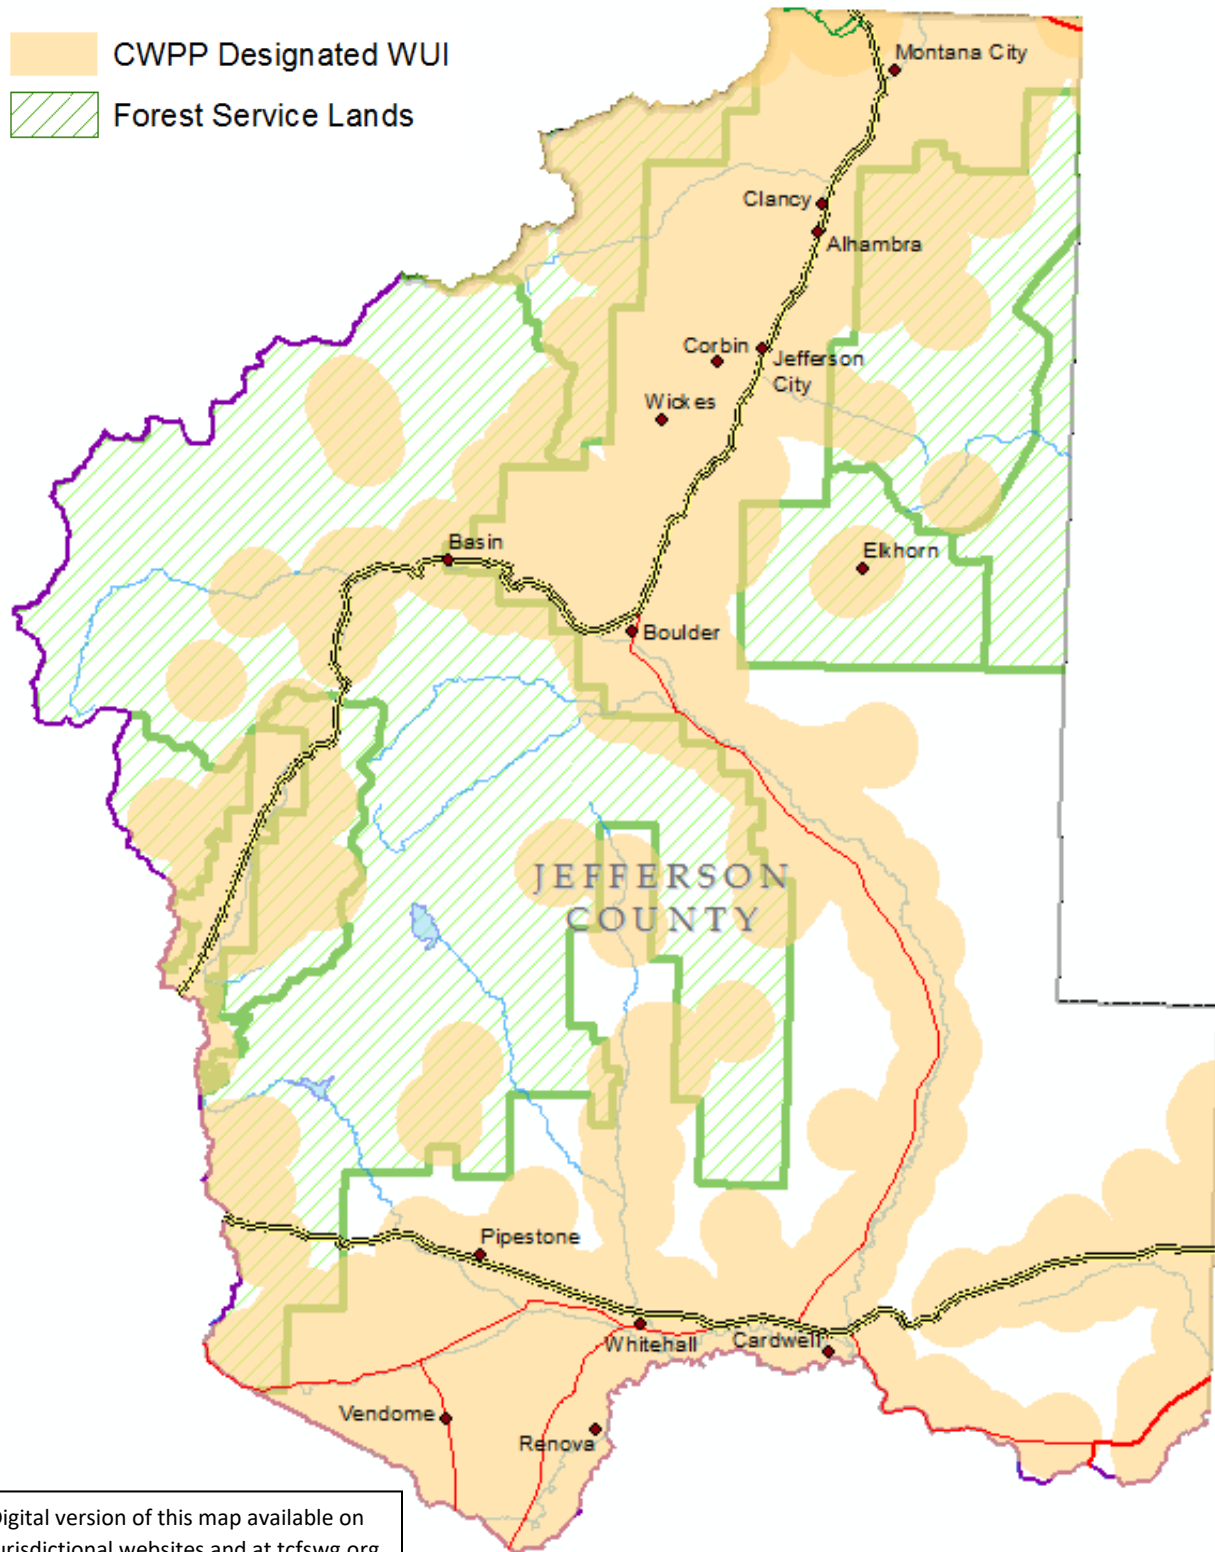 CWPP Designated WUI
Forest Service Lands
Montana City
Clancy
Alhambra
Corbin
Jefferson
City
Wickes
Basin
Elkhorn
Boulder
JEFFERSON
COUNTY
Pipestone
Whitehall
Cardwell
Vendome
Renova
igital version of this map available on
urisdictional websites and at tcfswg.org